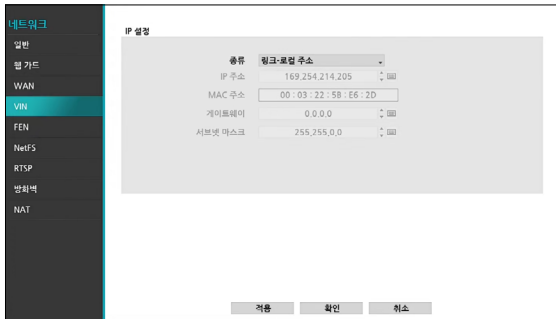 네트워크
일반
웹 가드
WAN
VIN
FEN
NetFS
RTSP
방화벽
NAT
IP 설정
종류 링크-로컬 주소
IP 주소 169.254.214.205
MAC 주소 00 : 03 : 22 : 5B : E6 : 2D
게이트웨이 0.0.0.0
서브넷 마스크 255.255.0.0
적용 확인 취소